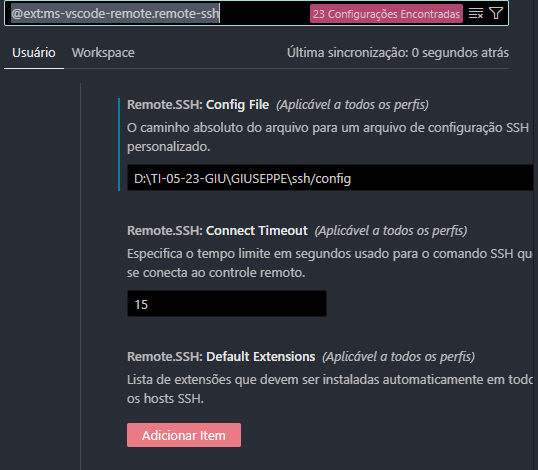 @ext:ms-vscode-remote.remote-ssh
23 Configurações Encontradas
Usuário Workspace Última sincronização: 0 segundos atrás
Remote.SSH: Config File (Aplicável a todos os perfis)
O caminho absoluto do arquivo para um arquivo de configuração SSH
personalizado.
D:\TI-05-23-GIU\GIUSEPPE\ssh/config
Remote.SSH: Connect Timeout (Aplicável a todos os perfis)
Especifica o tempo limite em segundos usado para o comando SSH qu
se conecta ao controle remoto.
15
Remote.SSH: Default Extensions (Aplicável a todos os perfis)
Lista de extensões que devem ser instaladas automaticamente em todo
os hosts SSH.
Adicionar Item